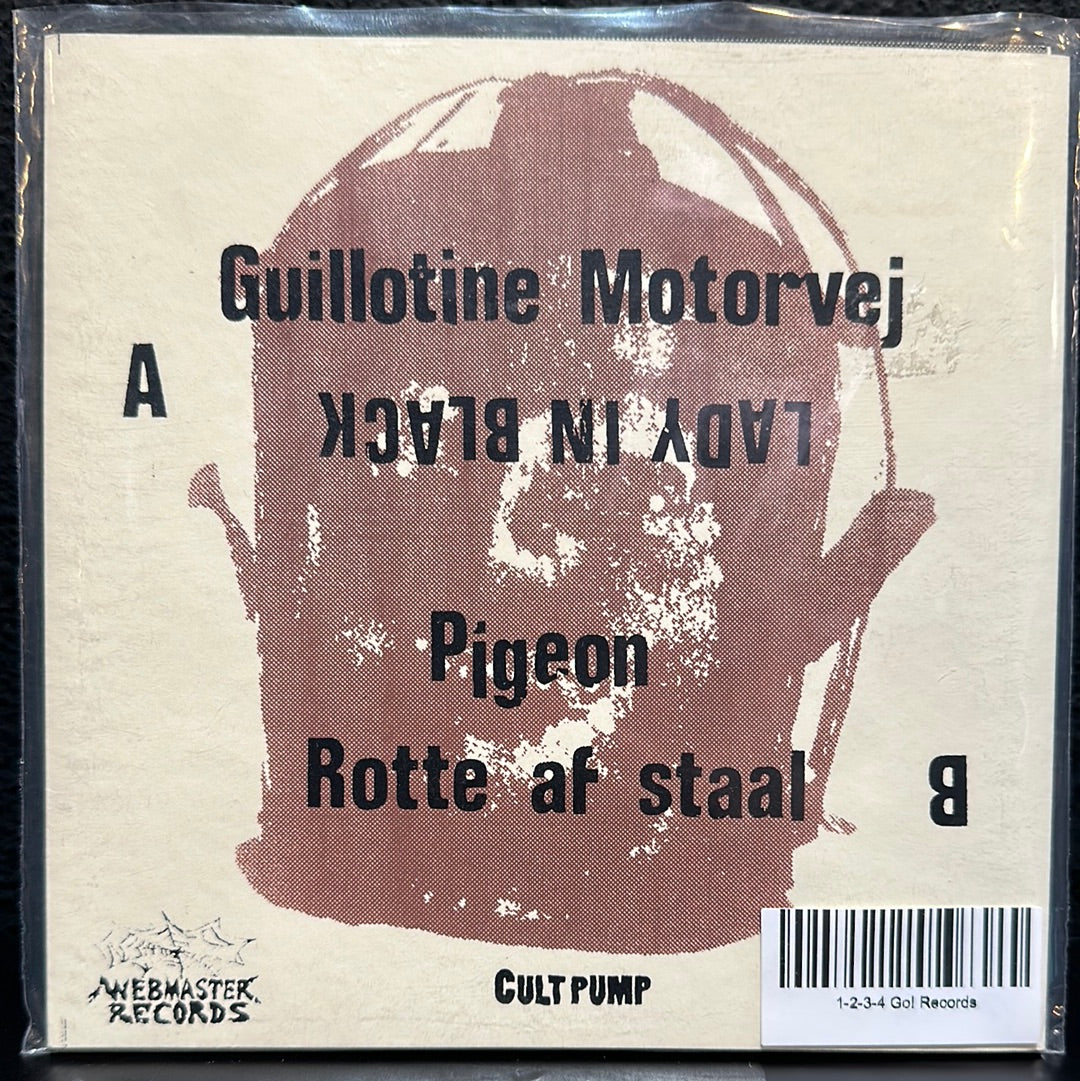 Guillotine Motorvej
A
LADY IN BLACK
Pigeon
Rotte af staal
B
WEBMASTER
RECORDS
CULT PUMP
1-2-3-4 Go! Records